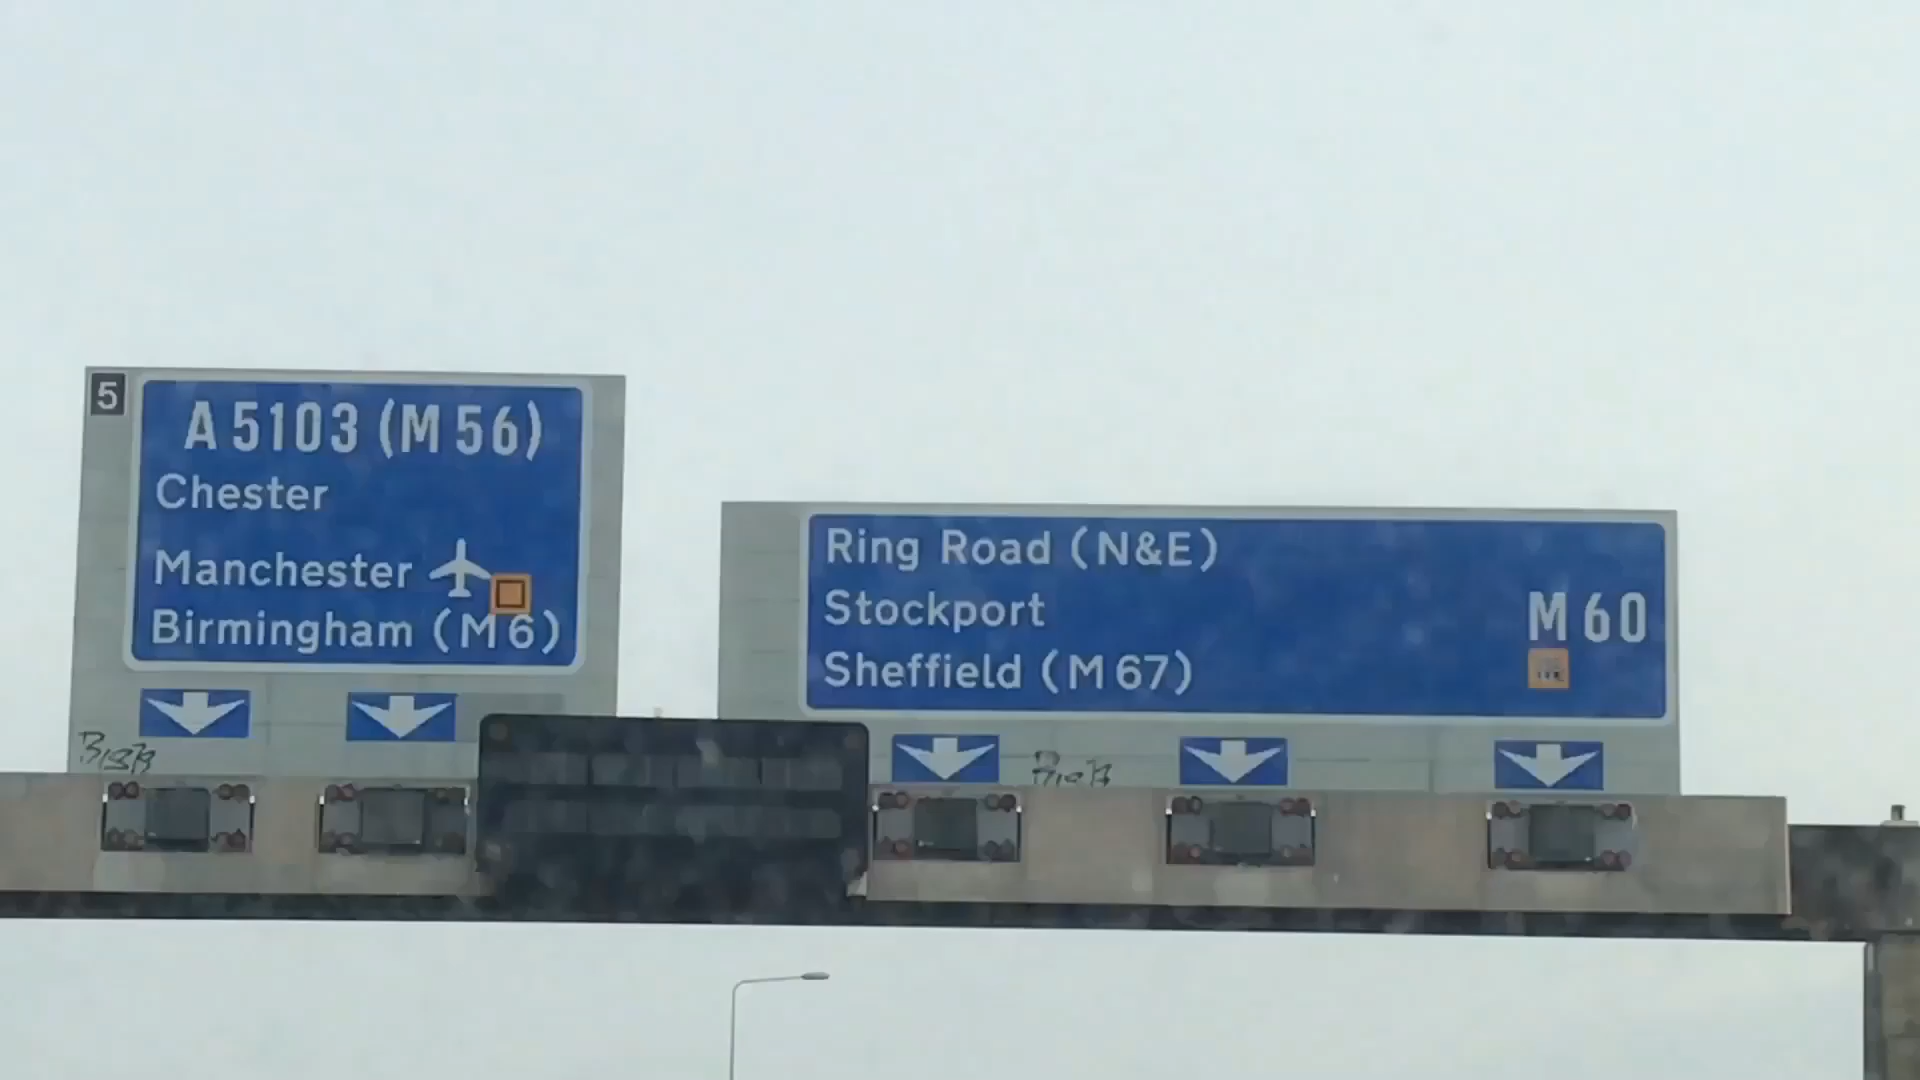 5
A 5103 (M 56)
Chester
Manchester
Birmingham (M 6)
Ring Road (N&E)
Stockport
Sheffield (M 67)
M 60